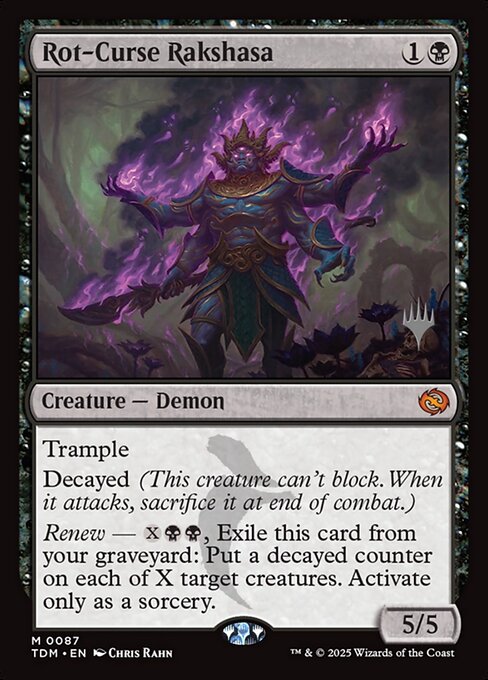 Rot-Curse Rakshasa 1
Creature — Demon
Trample
Decayed (This creature can't block. When
it attacks, sacrifice it at end of combat.)
Renew — X, Exile this card from
your graveyard: Put a decayed counter
on each of X target creatures. Activate
only as a sorcery.
5/5
M 0087
TDM • EN Chris Rahn
™ & © 2025 Wizards of the Coast